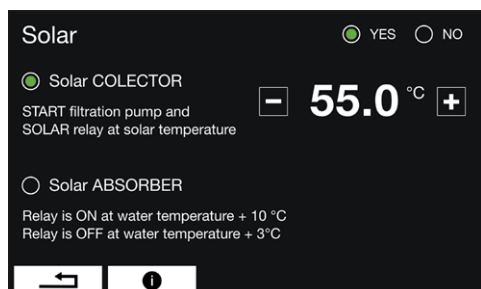 Solar
YES NO
Solar COLECTOR
START filtration pump and
SOLAR relay at solar temperature
− 55.0 °C +
Solar ABSORBER
Relay is ON at water temperature + 10 °C
Relay is OFF at water temperature + 3°C
i